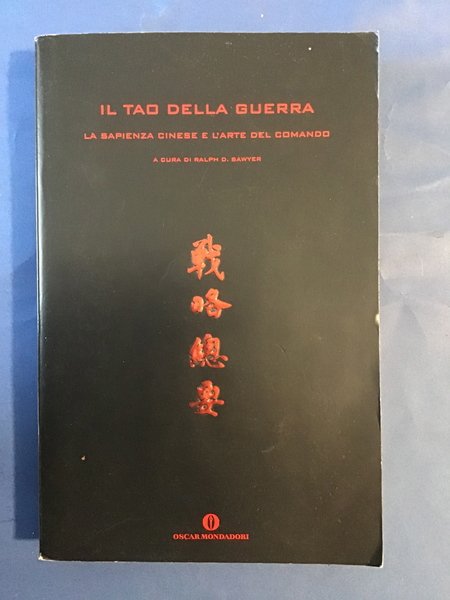 IL TAO DELLA GUERRA
LA SAPIENZA CINESE E L'ARTE DEL COMANDO
A CURA DI RALPH D. SAWYER
戰略總
OSCAR MONDADORI